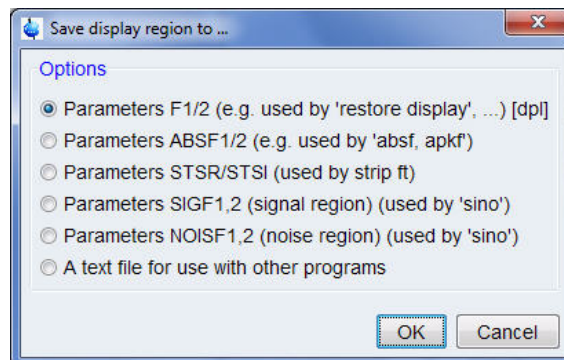 Save display region to ...
Options
Parameters F1/2 (e.g. used by 'restore display', ...) [dpl]
Parameters ABSF1/2 (e.g. used by 'absf, apkf')
Parameters STSR/STSI (used by strip ft)
Parameters SIGF1,2 (signal region) (used by 'sino')
Parameters NOISF1,2 (noise region) (used by 'sino')
A text file for use with other programs
OK Cancel